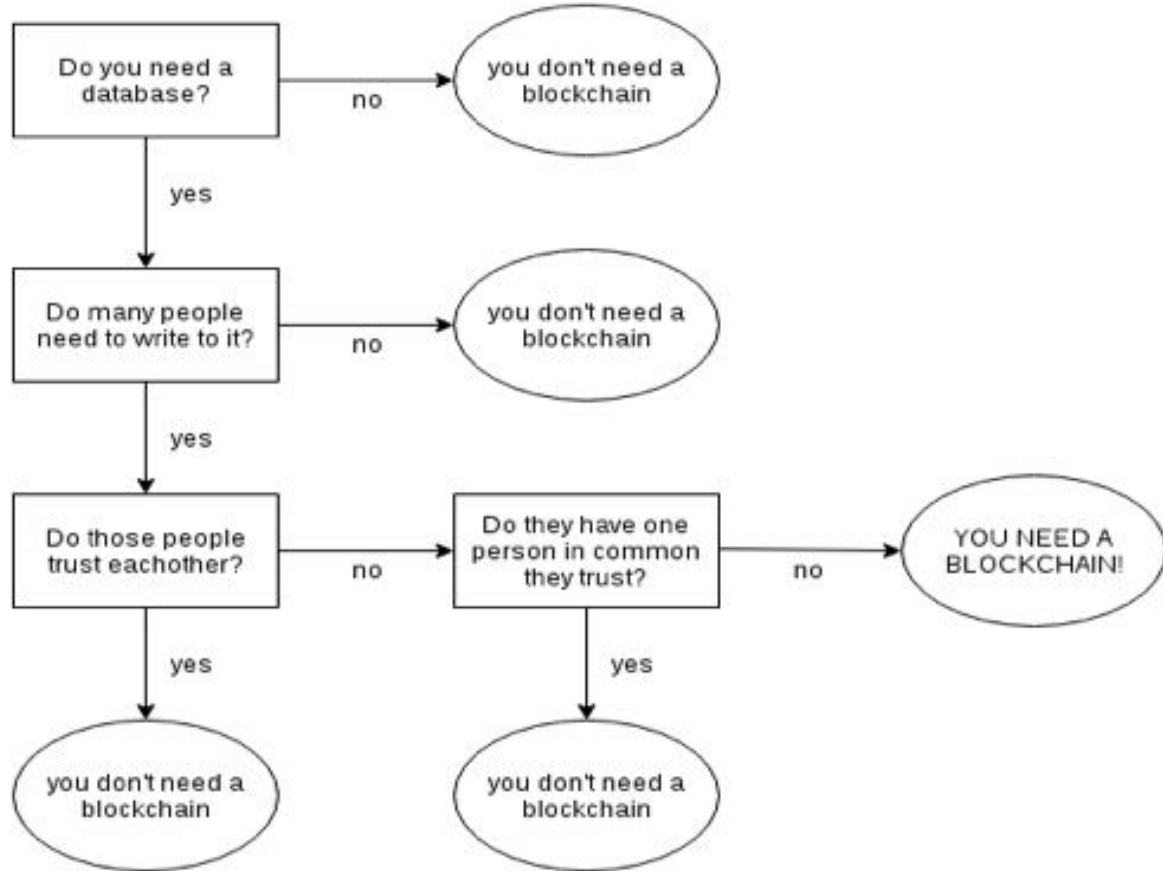 Do you need a
database?
no
you don't need a
blockchain
yes
Do many people
need to write to it?
no
you don't need a
blockchain
yes
Do those people
trust eachother?
no
Do they have one
person in common
they trust?
no
YOU NEED A
BLOCKCHAIN!
yes
yes
you don't need a
blockchain
you don't need a
blockchain